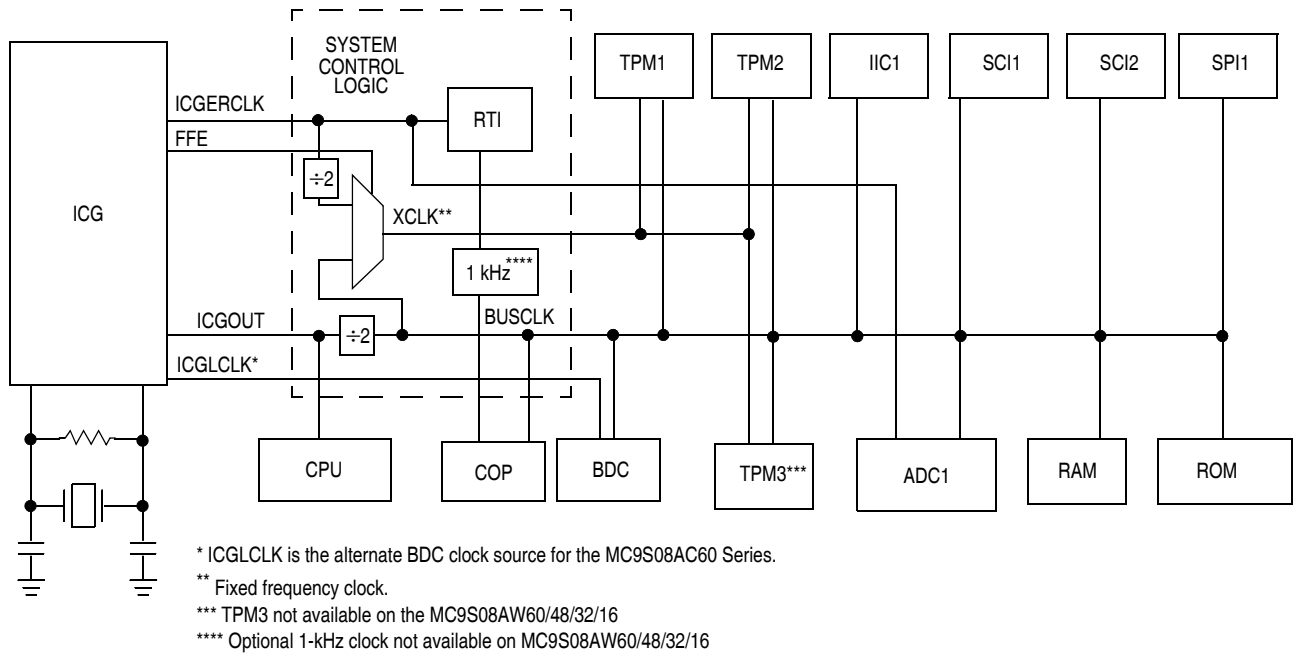 SYSTEM
CONTROL
LOGIC
TPM1
TPM2
IIC1
SCI1
SCI2
SPI1
ICGERCLK
RTI
FFE
÷2
ICG
XCLK**
1 kHz****
ICGOUT
÷2
BUSCLK
ICGLCLK*
CPU
COP
BDC
TPM3***
ADC1
RAM
ROM
* ICGLCLK is the alternate BDC clock source for the MC9S08AC60 Series.
** Fixed frequency clock.
*** TPM3 not available on the MC9S08AW60/48/32/16
**** Optional 1-kHz clock not available on MC9S08AW60/48/32/16